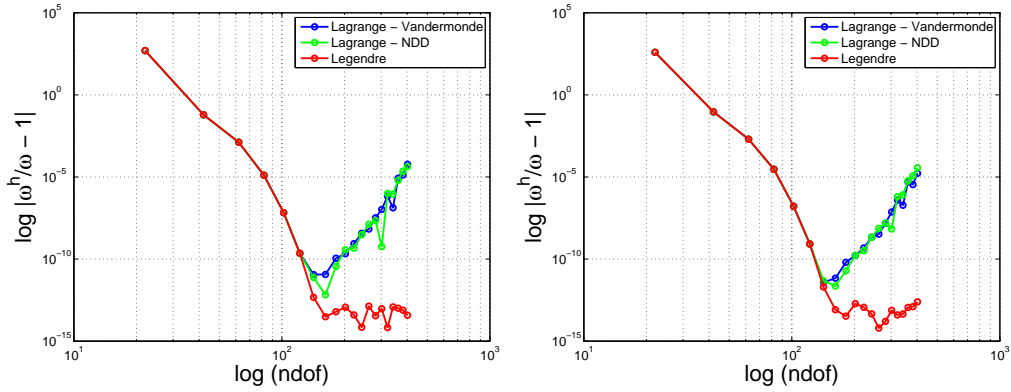 10^5
10^0
10^-5
10^-10
10^-15
log |ω^h/ω − 1|
Lagrange − Vandermonde
Lagrange − NDD
Legendre
10^1
10^2
10^3
log (ndof)
10^5
10^0
10^-5
10^-10
10^-15
log |ω^h/ω − 1|
Lagrange − Vandermonde
Lagrange − NDD
Legendre
10^1
10^2
10^3
log (ndof)